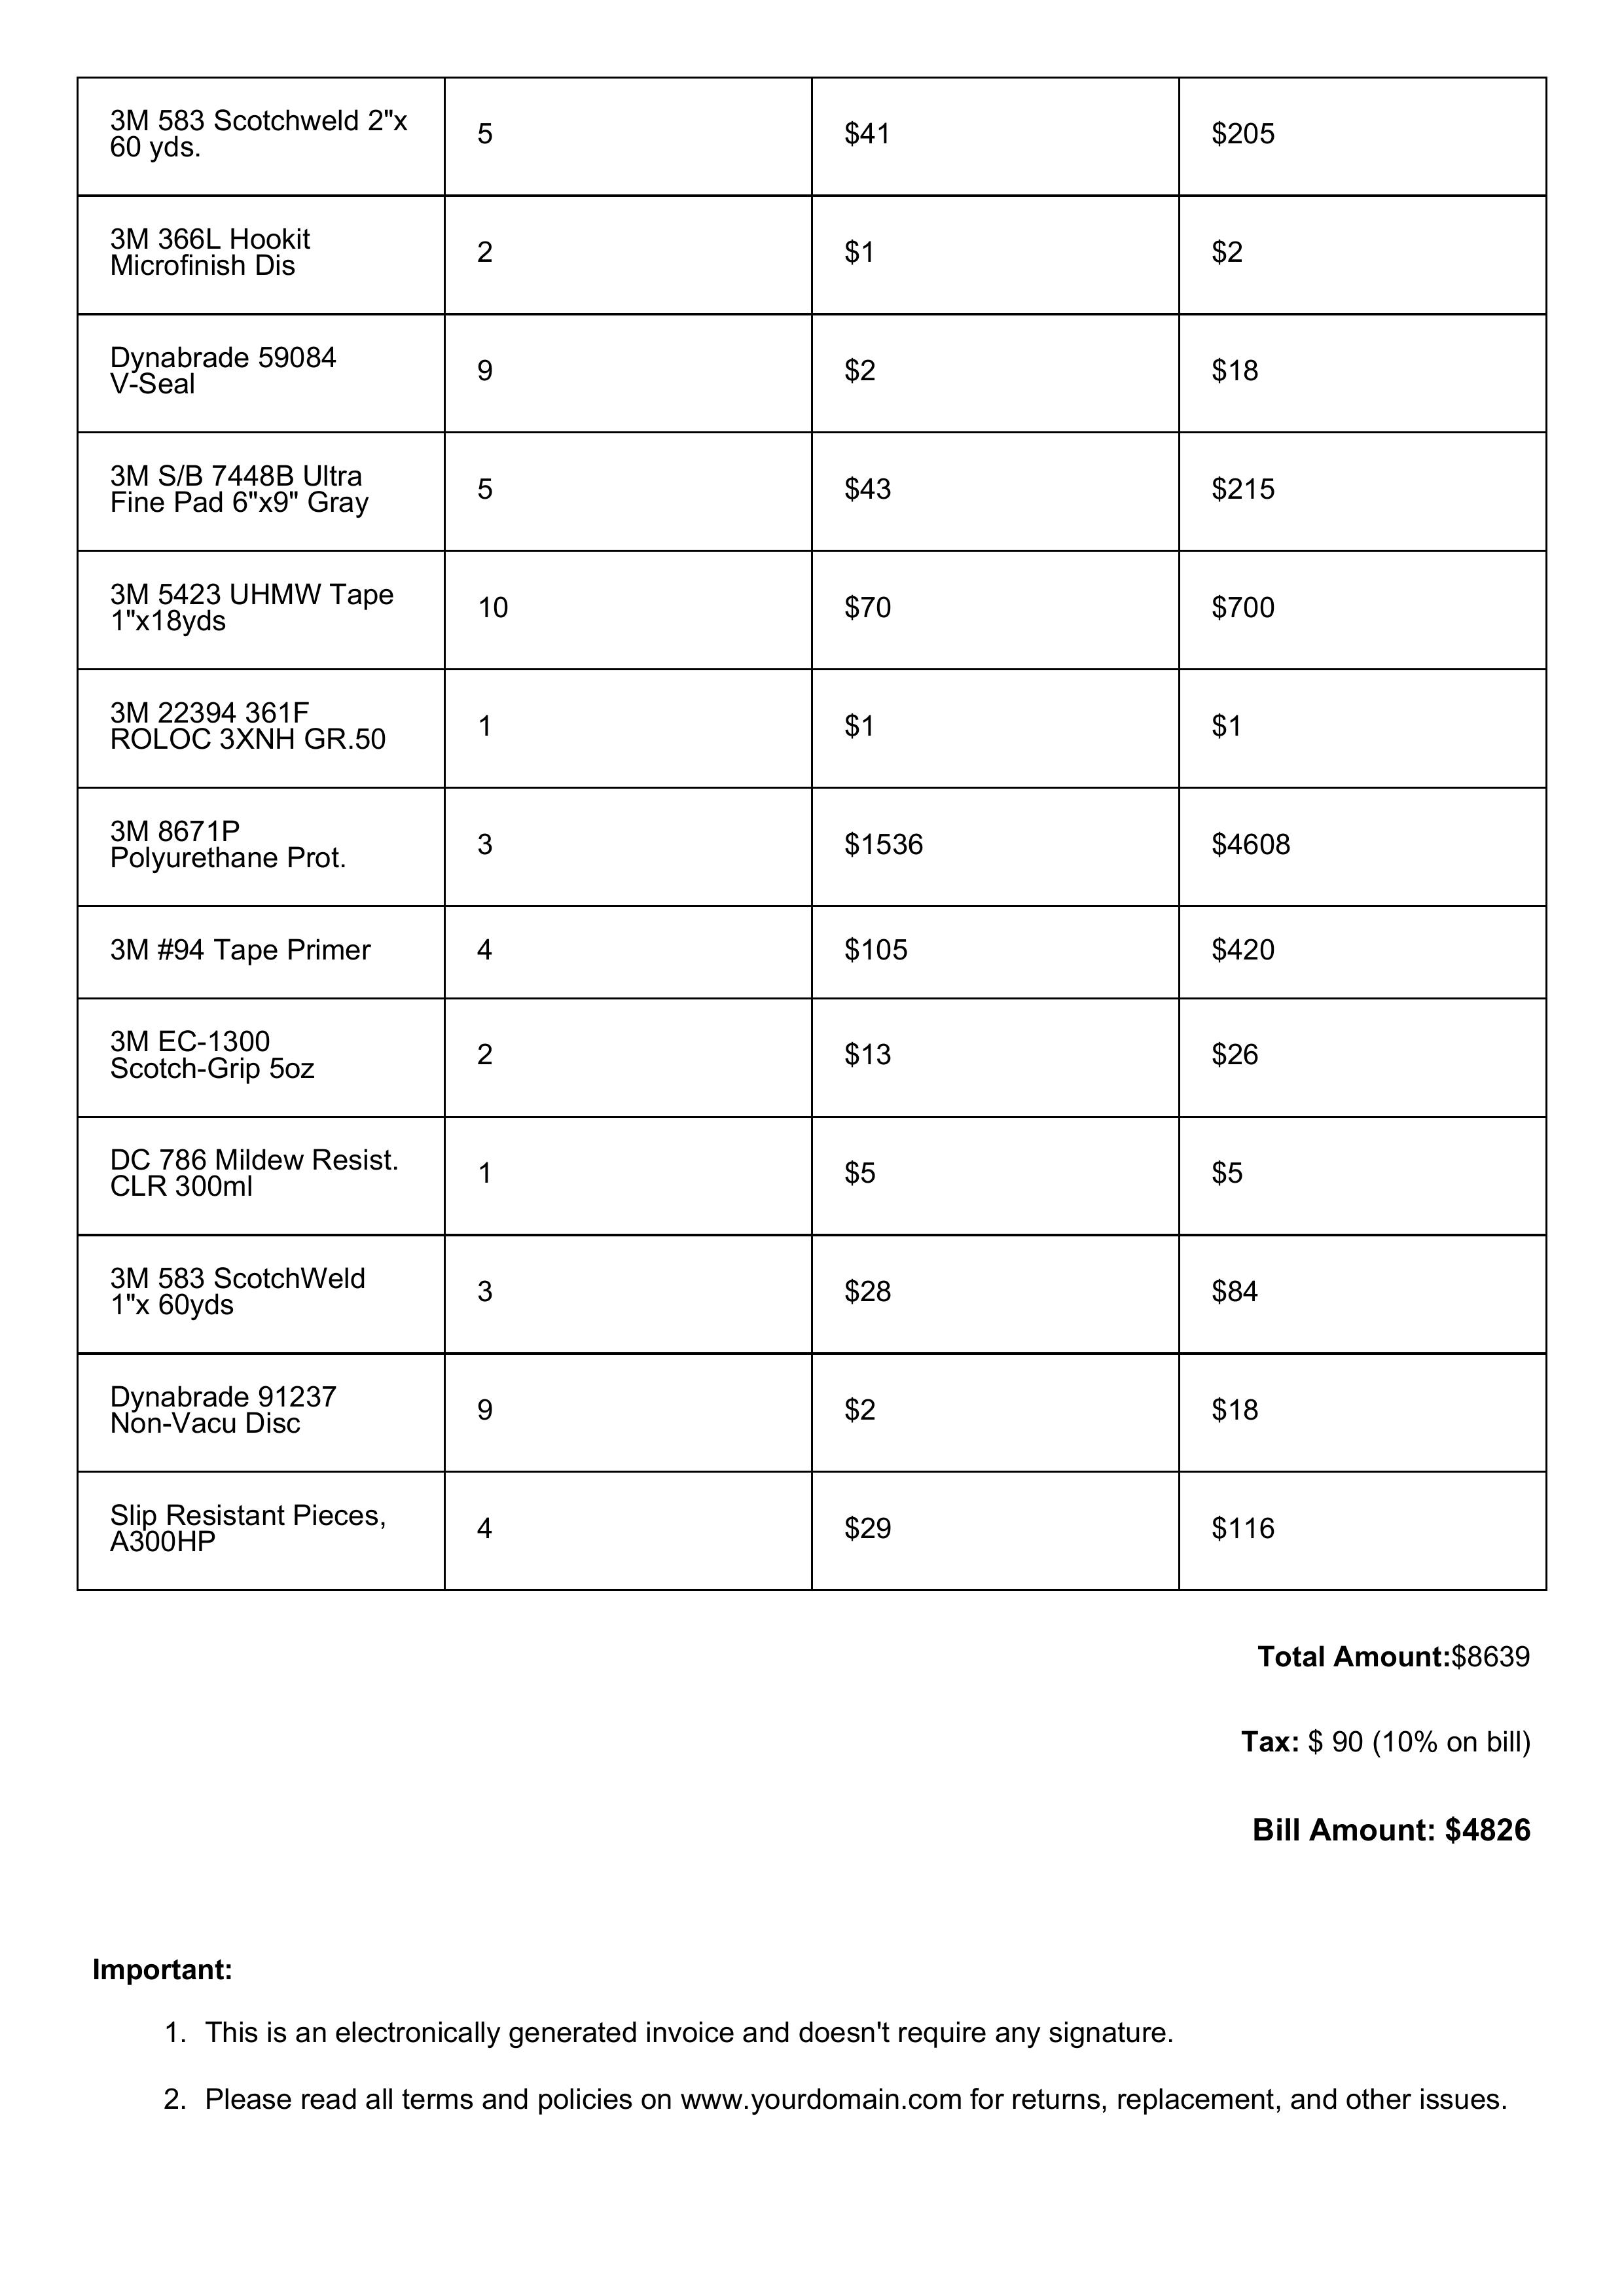 3M 583 Scotchweld 2"x
60 yds.
5
$41
$205
3M 366L Hookit
Microfinish Dis
2
$1
$2
Dynabrade 59084
V-Seal
9
$2
$18
3M S/B 7448B Ultra
Fine Pad 6"x9" Gray
5
$43
$215
3M 5423 UHMW Tape
1"x18yds
10
$70
$700
3M 22394 361F
ROLOC 3XNH GR.50
1
$1
$1
3M 8671P
Polyurethane Prot.
3
$1536
$4608
3M #94 Tape Primer
4
$105
$420
3M EC-1300
Scotch-Grip 5oz
2
$13
$26
DC 786 Mildew Resist.
CLR 300ml
1
$5
$5
3M 583 ScotchWeld
1"x 60yds
3
$28
$84
Dynabrade 91237
Non-Vacu Disc
9
$2
$18
Slip Resistant Pieces,
A300HP
4
$29
$116
Total Amount:$8639
Tax: $ 90 (10% on bill)
Bill Amount: $4826
Important:
1. This is an electronically generated invoice and doesn't require any signature.
2. Please read all terms and policies on www.yourdomain.com for returns, replacement, and other issues.